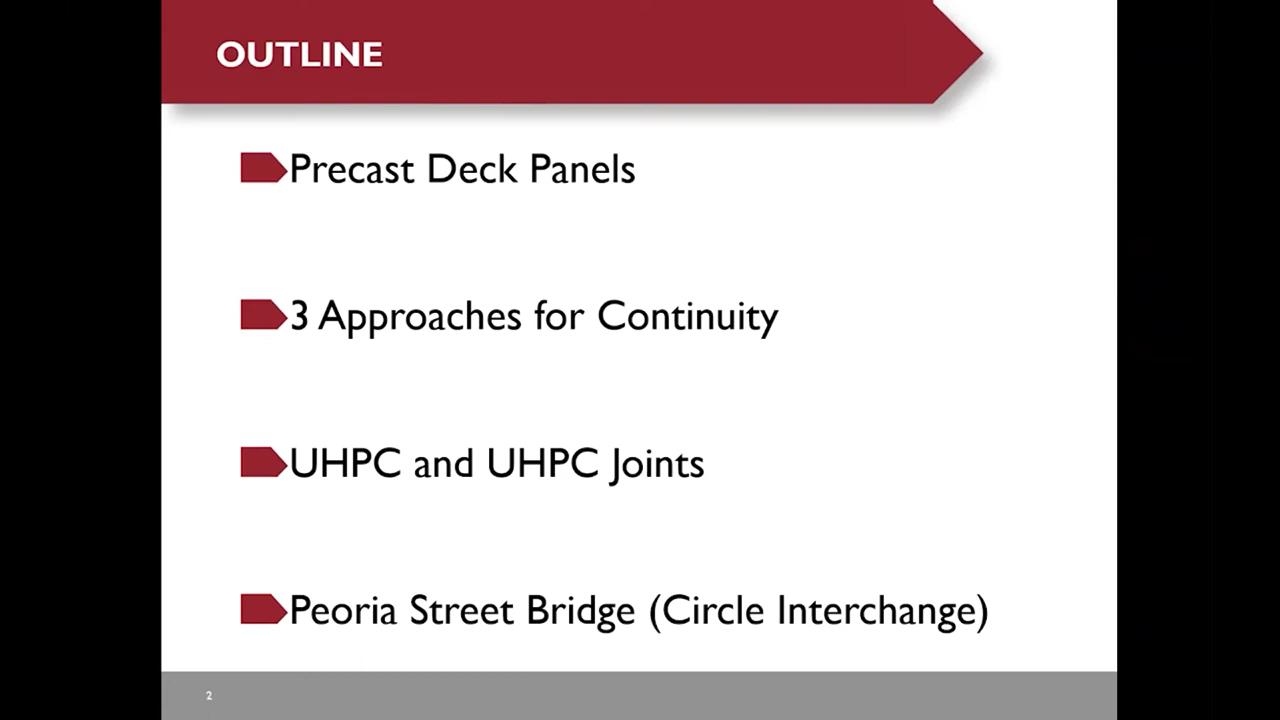 OUTLINE
Precast Deck Panels
3 Approaches for Continuity
UHPC and UHPC Joints
Peoria Street Bridge (Circle Interchange)
2